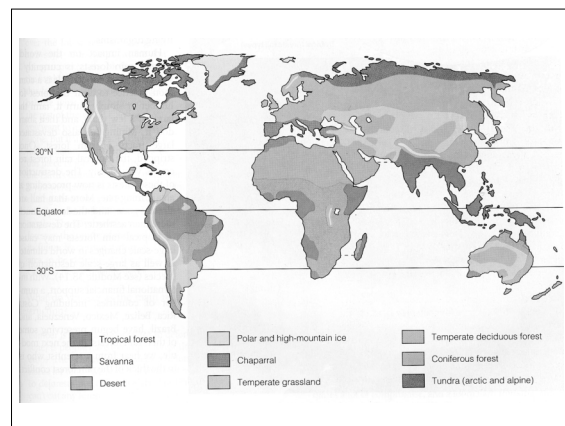 30°N
Equator
30°S
Tropical forest
Savanna
Desert
Polar and high-mountain ice
Chaparral
Temperate grassland
Temperate deciduous forest
Coniferous forest
Tundra (arctic and alpine)